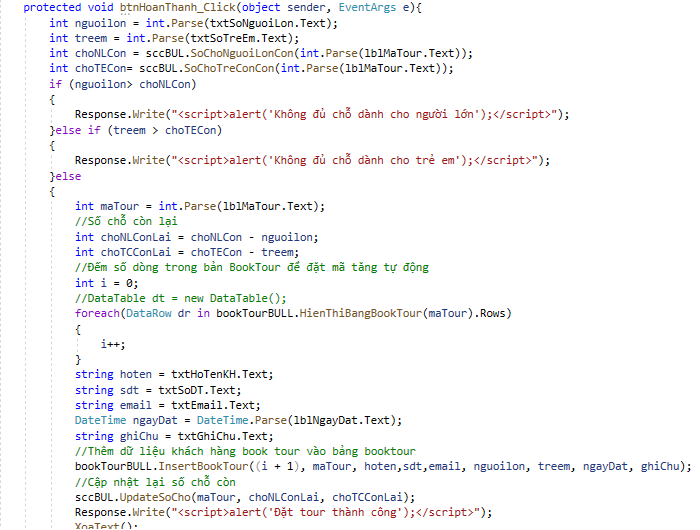 protected void btnHoanThanh_Click(object sender, EventArgs e){
int nguoilon = int.Parse(txtSoNguoiLon.Text);
int treem = int.Parse(txtSoTreEm.Text);
int choNLCon = sccBUL.SoChoNguoiLonCon(int.Parse(lblMaTour.Text));
int choTECon= sccBUL.SoChoTreConCon(int.Parse(lblMaTour.Text));
if (nguoilon> choNLCon)
{
Response.Write("<script>alert('Không đủ chỗ dành cho người lớn');</script>");
}else if (treem > choTECon)
{
Response.Write("<script>alert('Không đủ chỗ dành cho trẻ em');</script>");
}else
{
int maTour = int.Parse(lblMaTour.Text);
//Số chỗ còn lại
int choNLConLai = choNLCon - nguoilon;
int choTCConLai = choTECon - treem;
//Đếm số dòng trong bản BookTour để đặt mã tăng tự động
int i = 0;
//DataTable dt = new DataTable();
foreach(DataRow dr in bookTourBULL.HienThiBangBookTour(maTour).Rows)
{
i++;
}
string hoten = txtHoTenKH.Text;
string sdt = txtSoDT.Text;
string email = txtEmail.Text;
DateTime ngayDat = DateTime.Parse(lblNgayDat.Text);
string ghiChu = txtGhiChu.Text;
//Thêm dữ liệu khách hàng book tour vào bảng booktour
bookTourBULL.InsertBookTour((i + 1), maTour, hoten,sdt,email, nguoilon, treem, ngayDat, ghiChu);
//Cập nhật lại số chỗ còn
sccBUL.UpdateSoCho(maTour, choNLConLai, choTCConLai);
Response.Write("<script>alert('Đặt tour thành công');</script>");
XoaText();